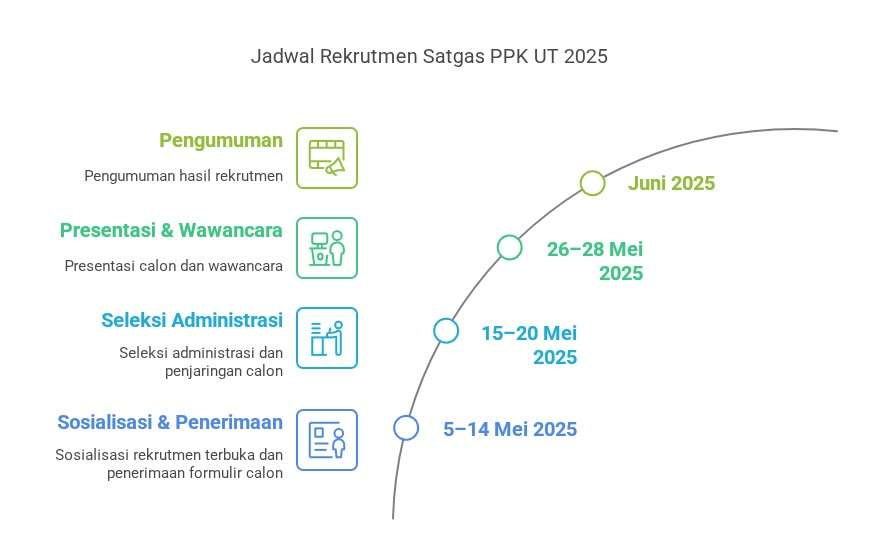 Jadwal Rekrutmen Satgas PPK UT 2025
Pengumuman
Pengumuman hasil rekrutmen
Juni 2025
Presentasi & Wawancara
Presentasi calon dan wawancara
26–28 Mei
2025
Seleksi Administrasi
Seleksi administrasi dan
penjaringan calon
15–20 Mei
2025
Sosialisasi & Penerimaan
Sosialisasi rekrutmen terbuka dan
penerimaan formulir calon
5–14 Mei 2025